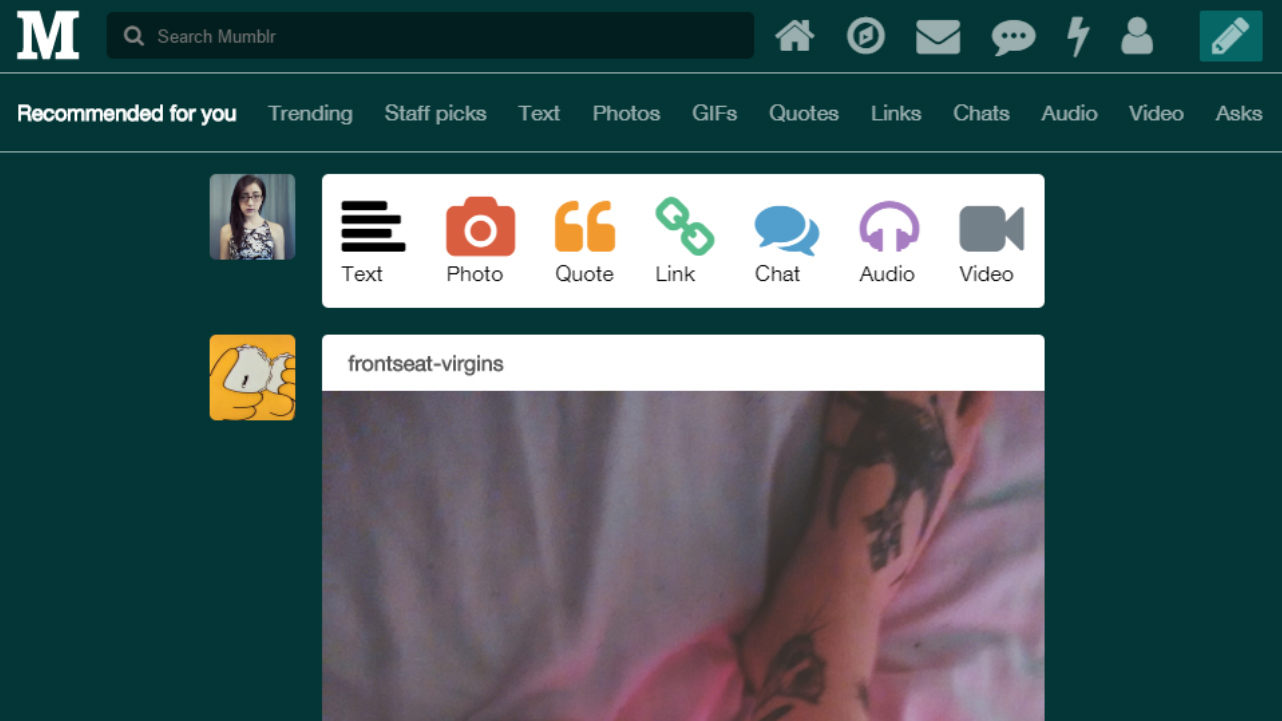 M Search Mumblr
Recommended for you Trending Staff picks Text Photos GIFs Quotes Links Chats Audio Video Asks
Text Photo Quote Link Chat Audio Video
frontseat-virgins